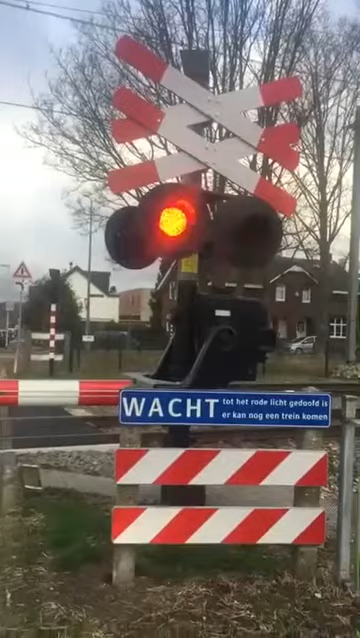 WACHT
tot het rode licht gedoofd is
er kan nog een trein komen